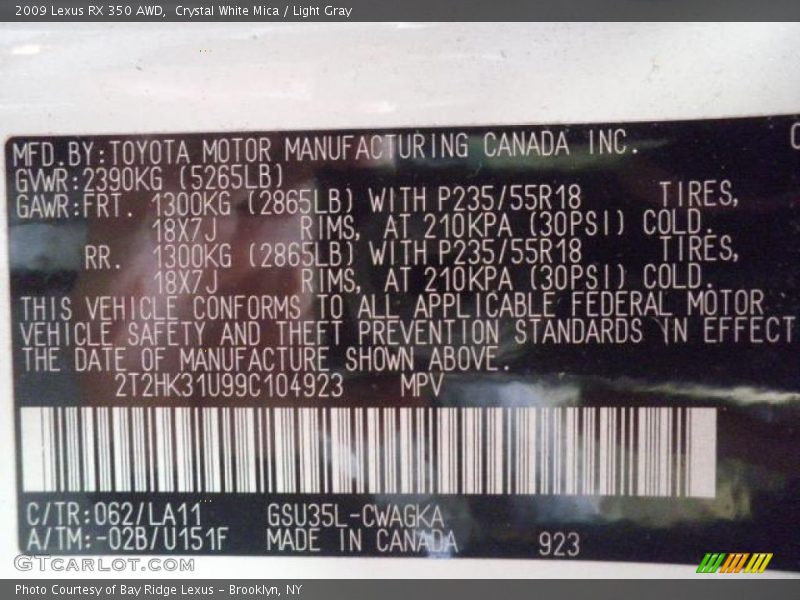 2009 Lexus RX 350 AWD,  Crystal White Mica / Light Gray
MFD.BY:TOYOTA MOTOR MANUFACTURING CANADA INC.
GVWR:2390KG (5265LB)
GAWR:FRT. 1300KG (2865LB) WITH P235/55R18 TIRES,
18X7J RIMS, AT 210KPA (30PSI) COLD.
RR. 1300KG (2865LB) WITH P235/55R18 TIRES,
18X7J RIMS, AT 210KPA (30PSI) COLD.
THIS VEHICLE CONFORMS TO ALL APPLICABLE FEDERAL MOTOR
VEHICLE SAFETY AND THEFT PREVENTION STANDARDS IN EFFECT
THE DATE OF MANUFACTURE SHOWN ABOVE.
2T2HK31U99C104923 MPV
C/TR:062/LA11 GSU35L-CWAGKA
A/TM:-02B/U151F MADE IN CANADA 923
GTCARLOT.COM
Photo Courtesy of Bay Ridge Lexus - Brooklyn, NY